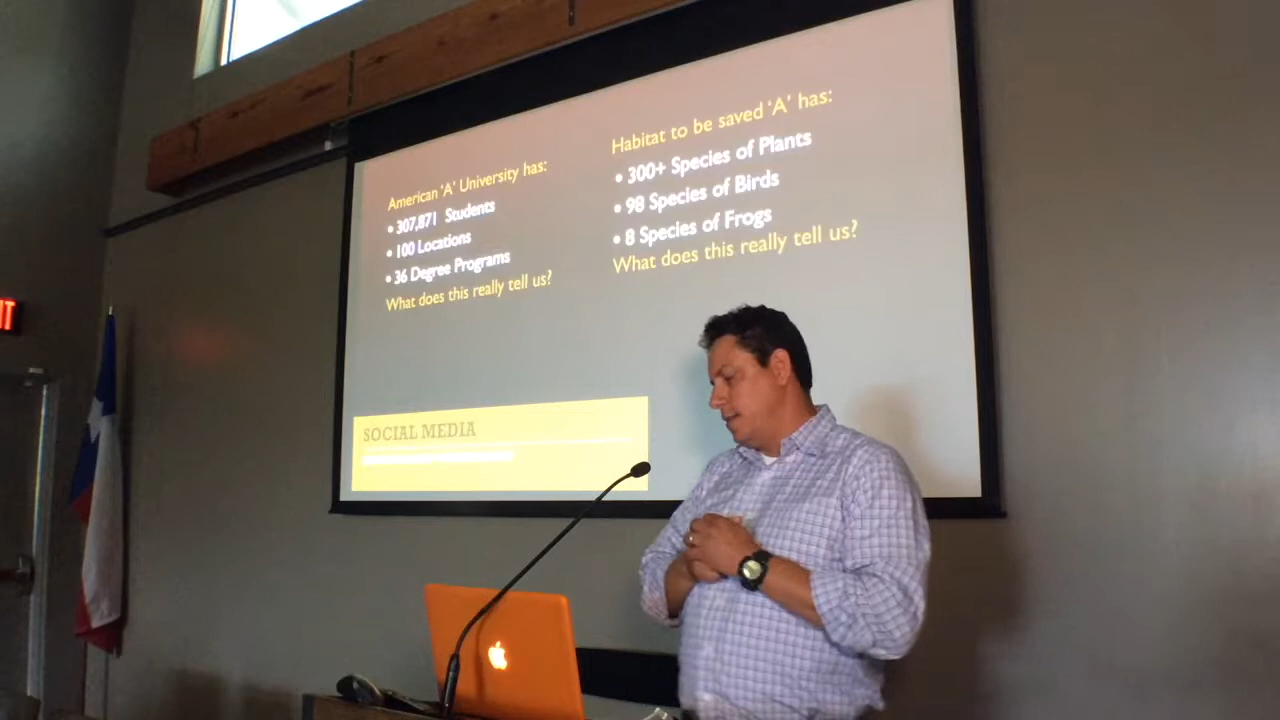 American 'A' University has:
• 307,871 Students
• 100 Locations
• 36 Degree Programs
What does this really tell us?
Habitat to be saved 'A' has:
• 300+ Species of Plants
• 98 Species of Birds
• 8 Species of Frogs
What does this really tell us?
SOCIAL MEDIA
IT